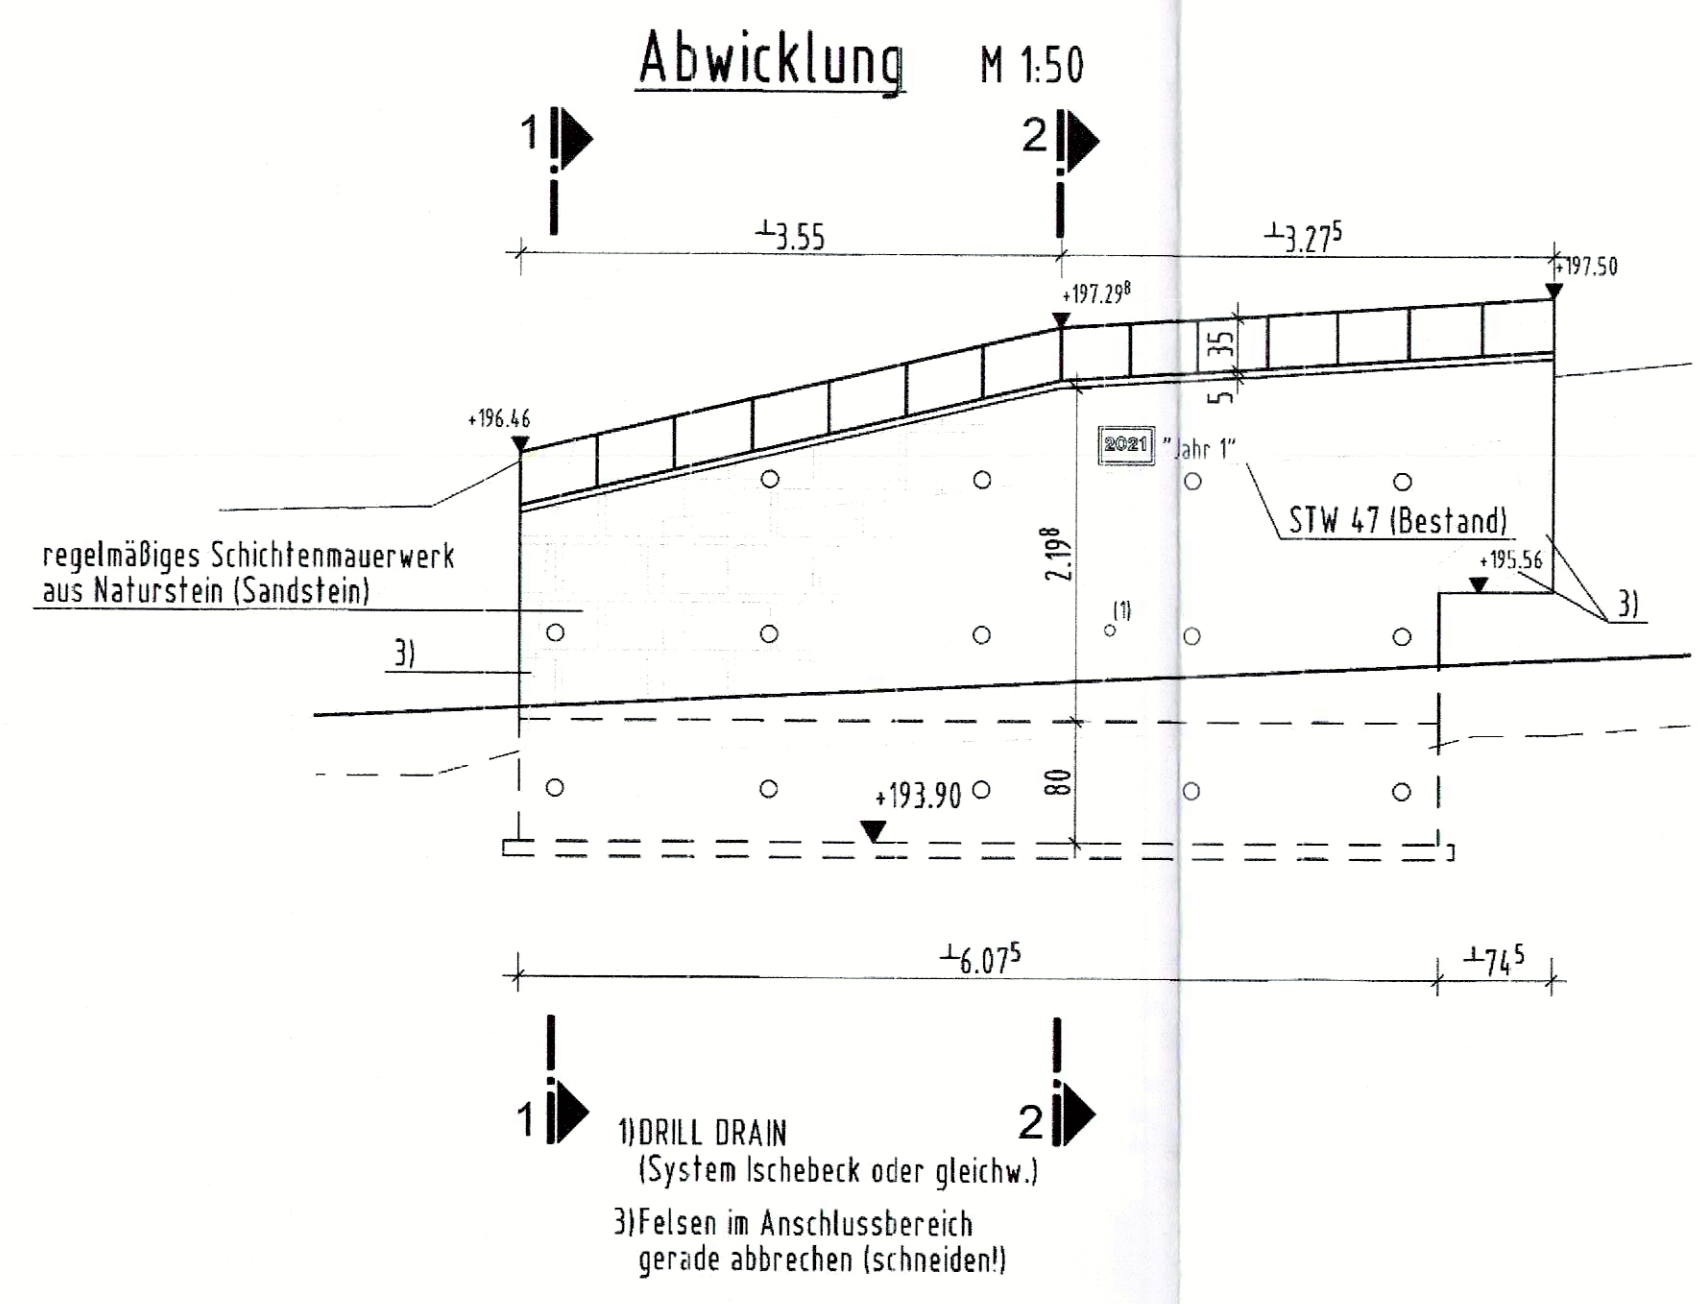 Abwicklung M 1:50
1 2
⊥3.55 ⊥3.27⁵
+197.50
+197.29⁸
35
5
+196.46
2021 "Jahr 1"
STW 47 (Bestand)
regelmäßiges Schichtenmauerwerk
aus Naturstein (Sandstein)
2.19⁸
+195.56
(1)
3)
3)
80
+193.90
⊥6.07⁵ ⊥74⁵
1 2
1)DRILL DRAIN
(System Ischebeck oder gleichw.)
3)Felsen im Anschlussbereich
gerade abbrechen (schneiden!)